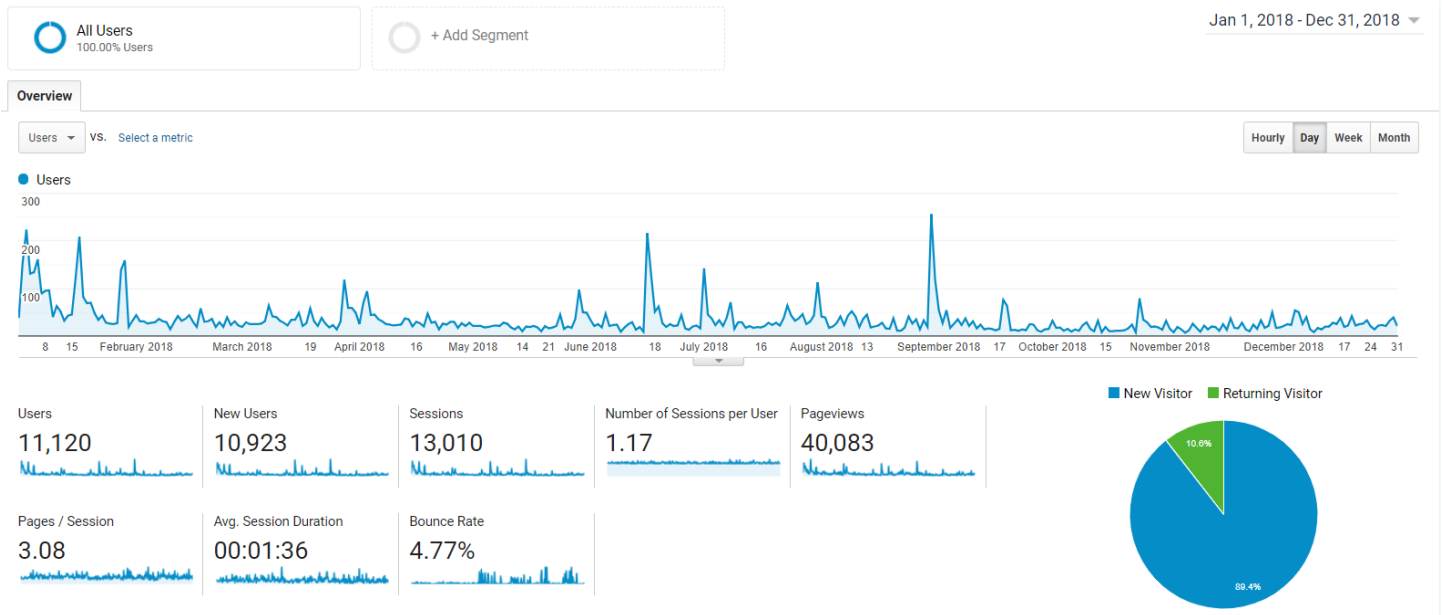 All Users
100.00% Users
+ Add Segment
Jan 1, 2018 - Dec 31, 2018
Overview
Users VS. Select a metric
Hourly Day Week Month
Users
300
200
100
8 15 February 2018 March 2018 19 April 2018 16 May 2018 14 21 June 2018 18 July 2018 16 August 2018 13 September 2018 17 October 2018 15 November 2018 December 2018 17 24 31
New Visitor Returning Visitor
Users New Users Sessions Number of Sessions per User Pageviews
11,120 10,923 13,010 1.17 40,083
10.6%
Pages / Session Avg. Session Duration Bounce Rate
3.08 00:01:36 4.77%
89.4%